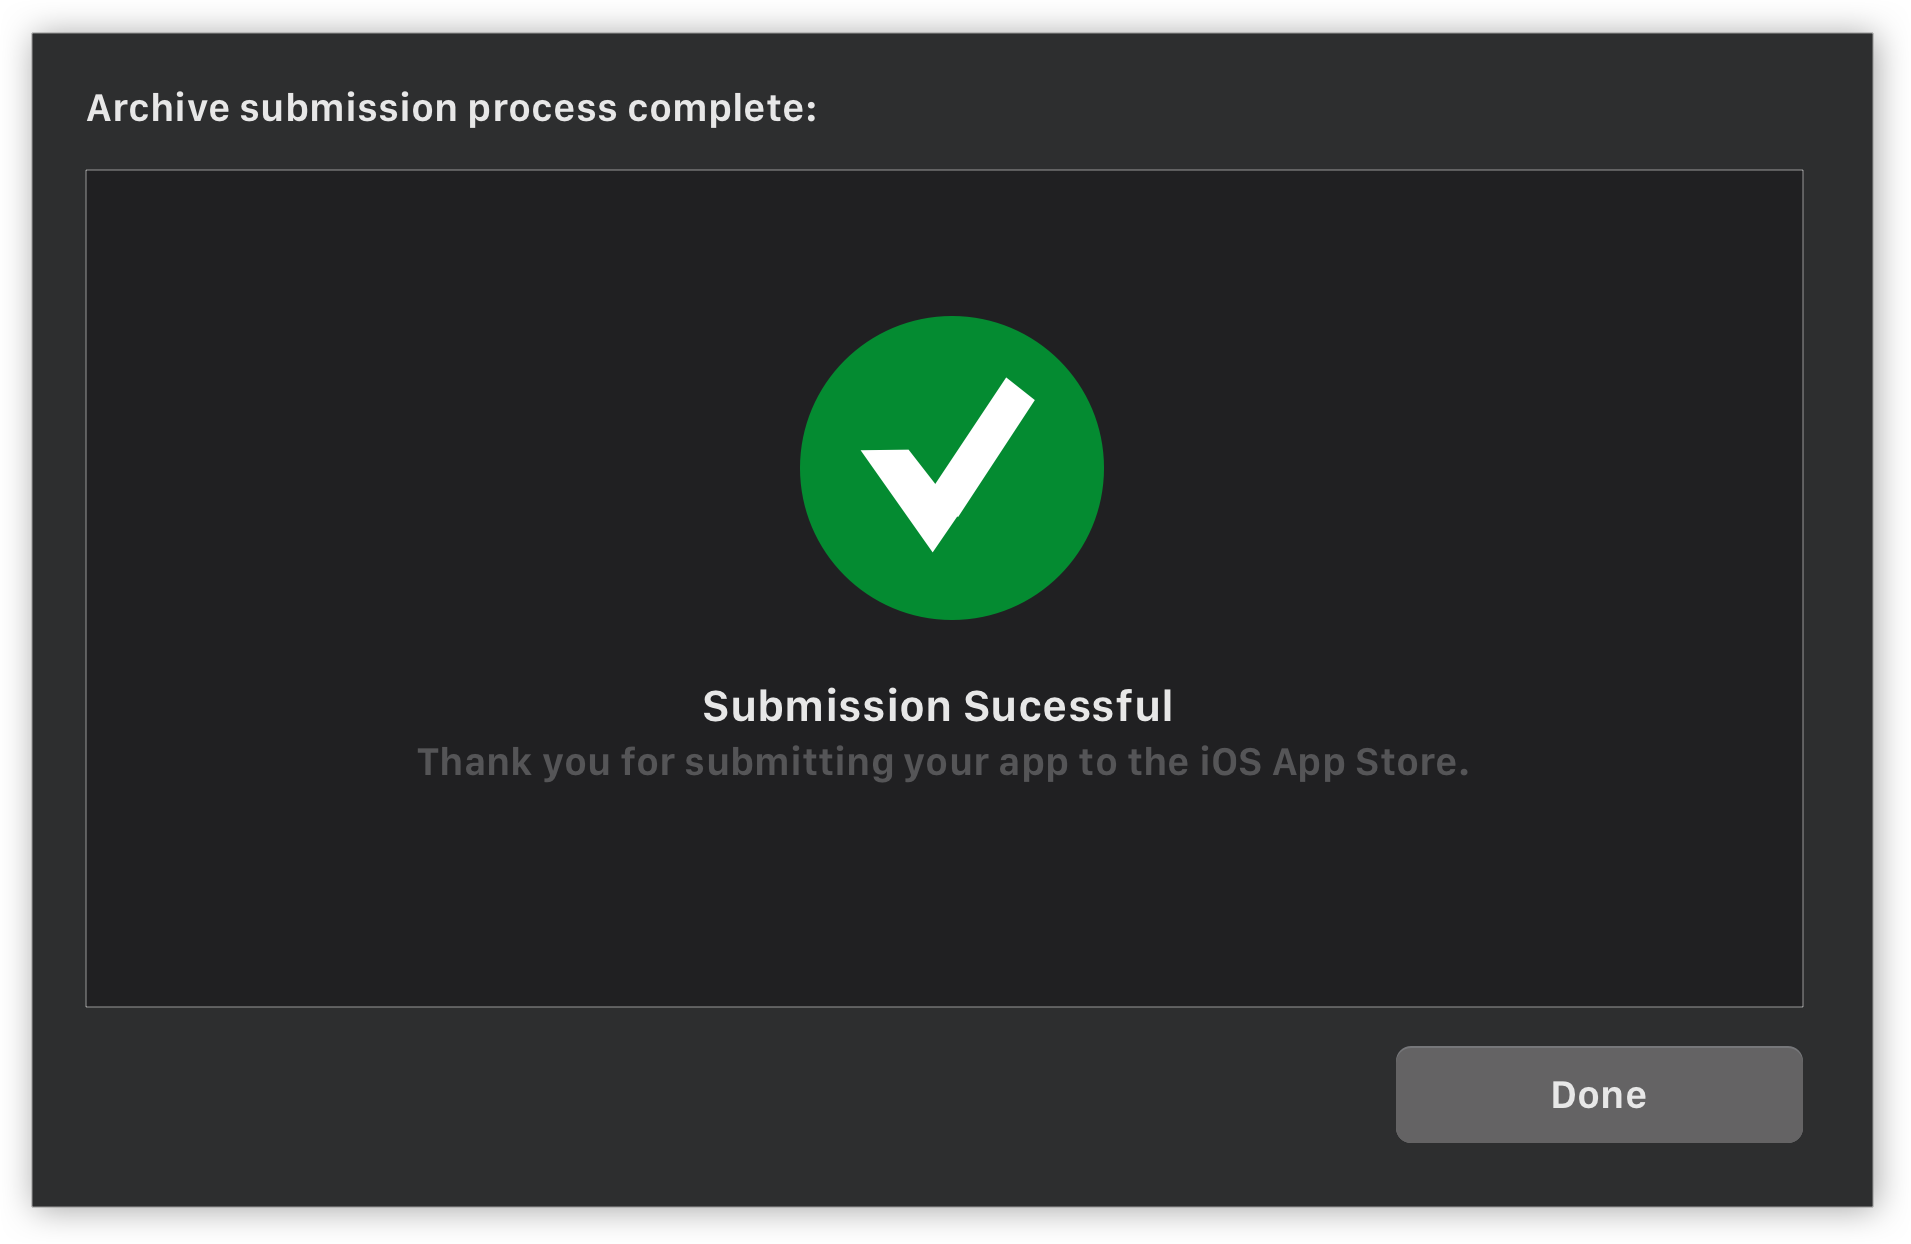 Archive submission process complete:
Submission Sucessful
Thank you for submitting your app to the iOS App Store.
Done